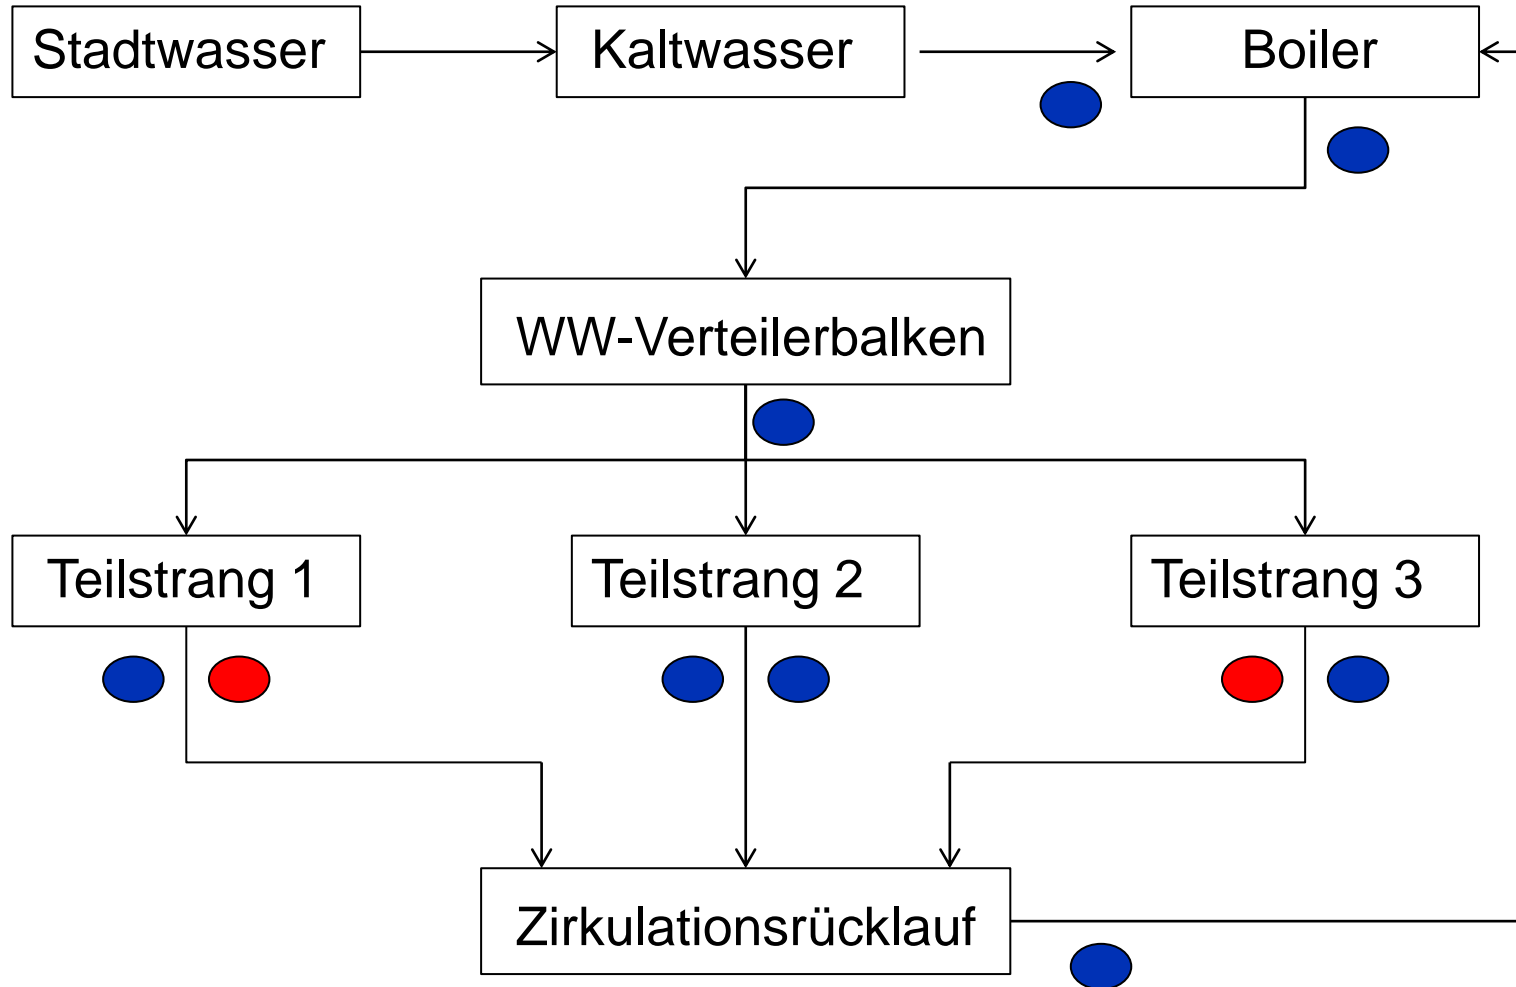 Stadtwasser
Kaltwasser
Boiler
WW-Verteilerbalken
Teilstrang 1
Teilstrang 2
Teilstrang 3
Zirkulationsrücklauf